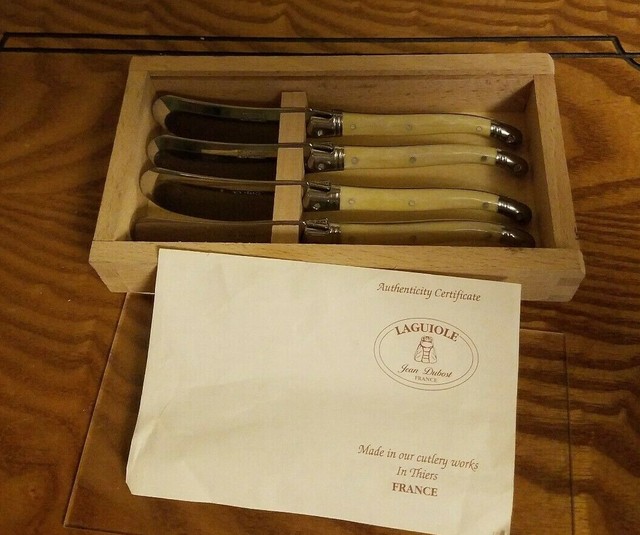 Authenticity Certificate
LAGUIOLE
Jean Dubost
FRANCE
Made in our cutlery works
In Thiers
FRANCE